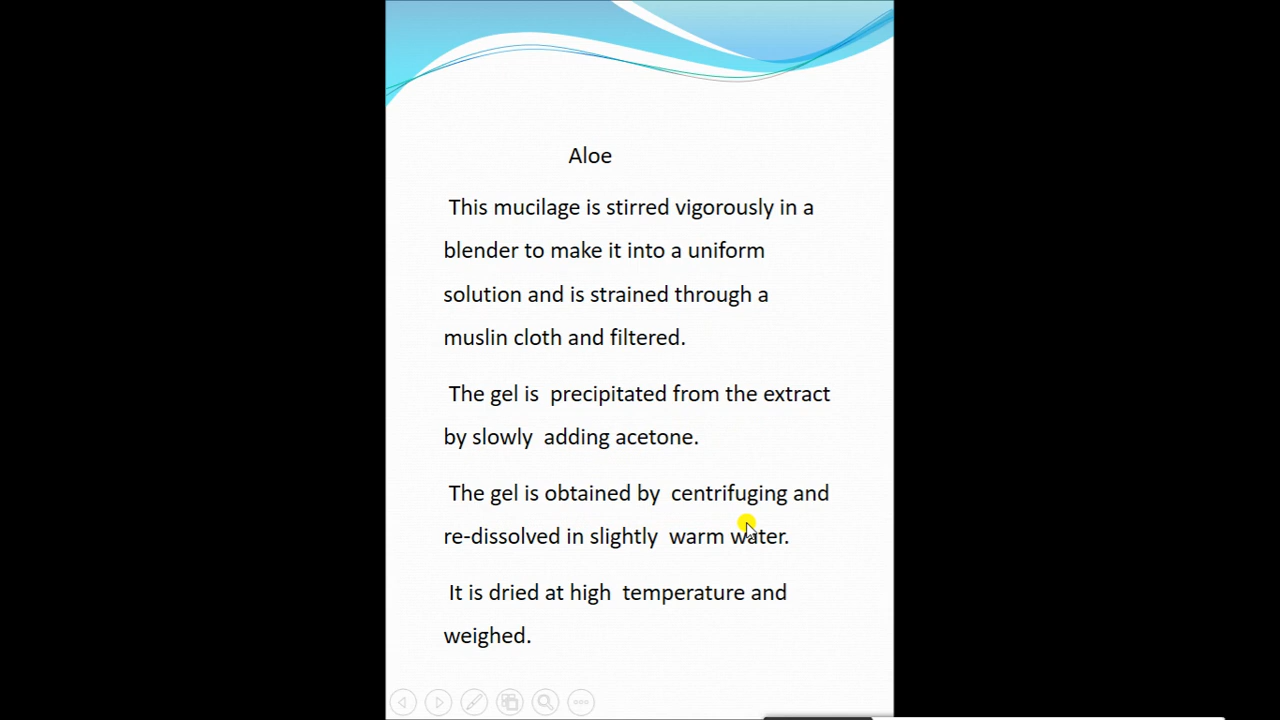 Aloe
This mucilage is stirred vigorously in a
blender to make it into a uniform
solution and is strained through a
muslin cloth and filtered.
The gel is precipitated from the extract
by slowly adding acetone.
The gel is obtained by centrifuging and
re-dissolved in slightly warm water.
It is dried at high temperature and
weighed.